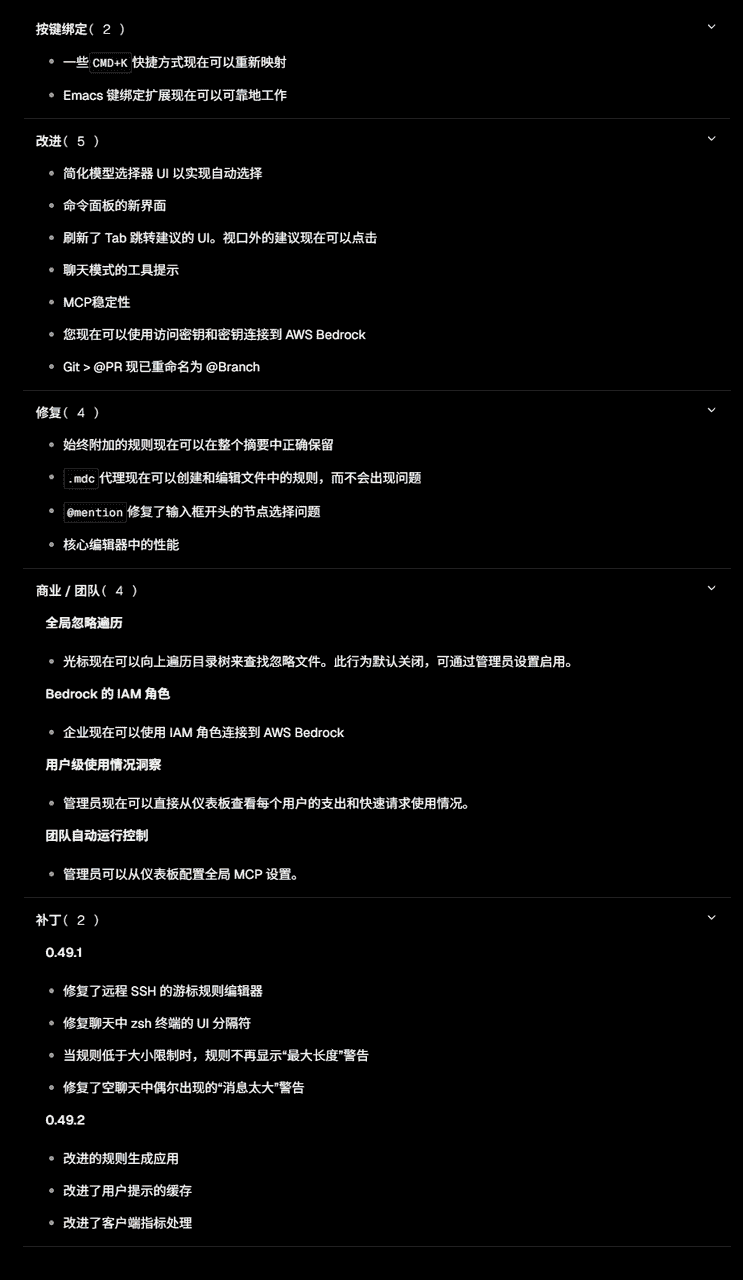 按键绑定( 2 )
一些 CMD+K 快捷方式现在可以重新映射
Emacs 键绑定扩展现在可以可靠地工作
改进( 5 )
简化模型选择器 UI 以实现自动选择
命令面板的新界面
刷新了 Tab 跳转建议的 UI。视口外的建议现在可以点击
聊天模式的工具提示
MCP稳定性
您现在可以使用访问密钥和密钥连接到 AWS Bedrock
Git > @PR 现已重命名为 @Branch
修复( 4 )
始终附加的规则现在可以在整个摘要中正确保留
.mdc 代理现在可以创建和编辑文件中的规则，而不会出现问题
@mention 修复了输入框开头的节点选择问题
核心编辑器中的性能
商业 / 团队( 4 )
全局忽略遍历
光标现在可以向上遍历目录树来查找忽略文件。此行为默认关闭，可通过管理员设置启用。
Bedrock 的 IAM 角色
企业现在可以使用 IAM 角色连接到 AWS Bedrock
用户级使用情况洞察
管理员现在可以直接从仪表板查看每个用户的支出和快速请求使用情况。
团队自动运行控制
管理员可以从仪表板配置全局 MCP 设置。
补丁( 2 )
0.49.1
修复了远程 SSH 的游标规则编辑器
修复聊天中 zsh 终端的 UI 分隔符
当规则低于大小限制时，规则不再显示“最大长度”警告
修复了空聊天中偶尔出现的“消息太大”警告
0.49.2
改进的规则生成应用
改进了用户提示的缓存
改进了客户端指标处理